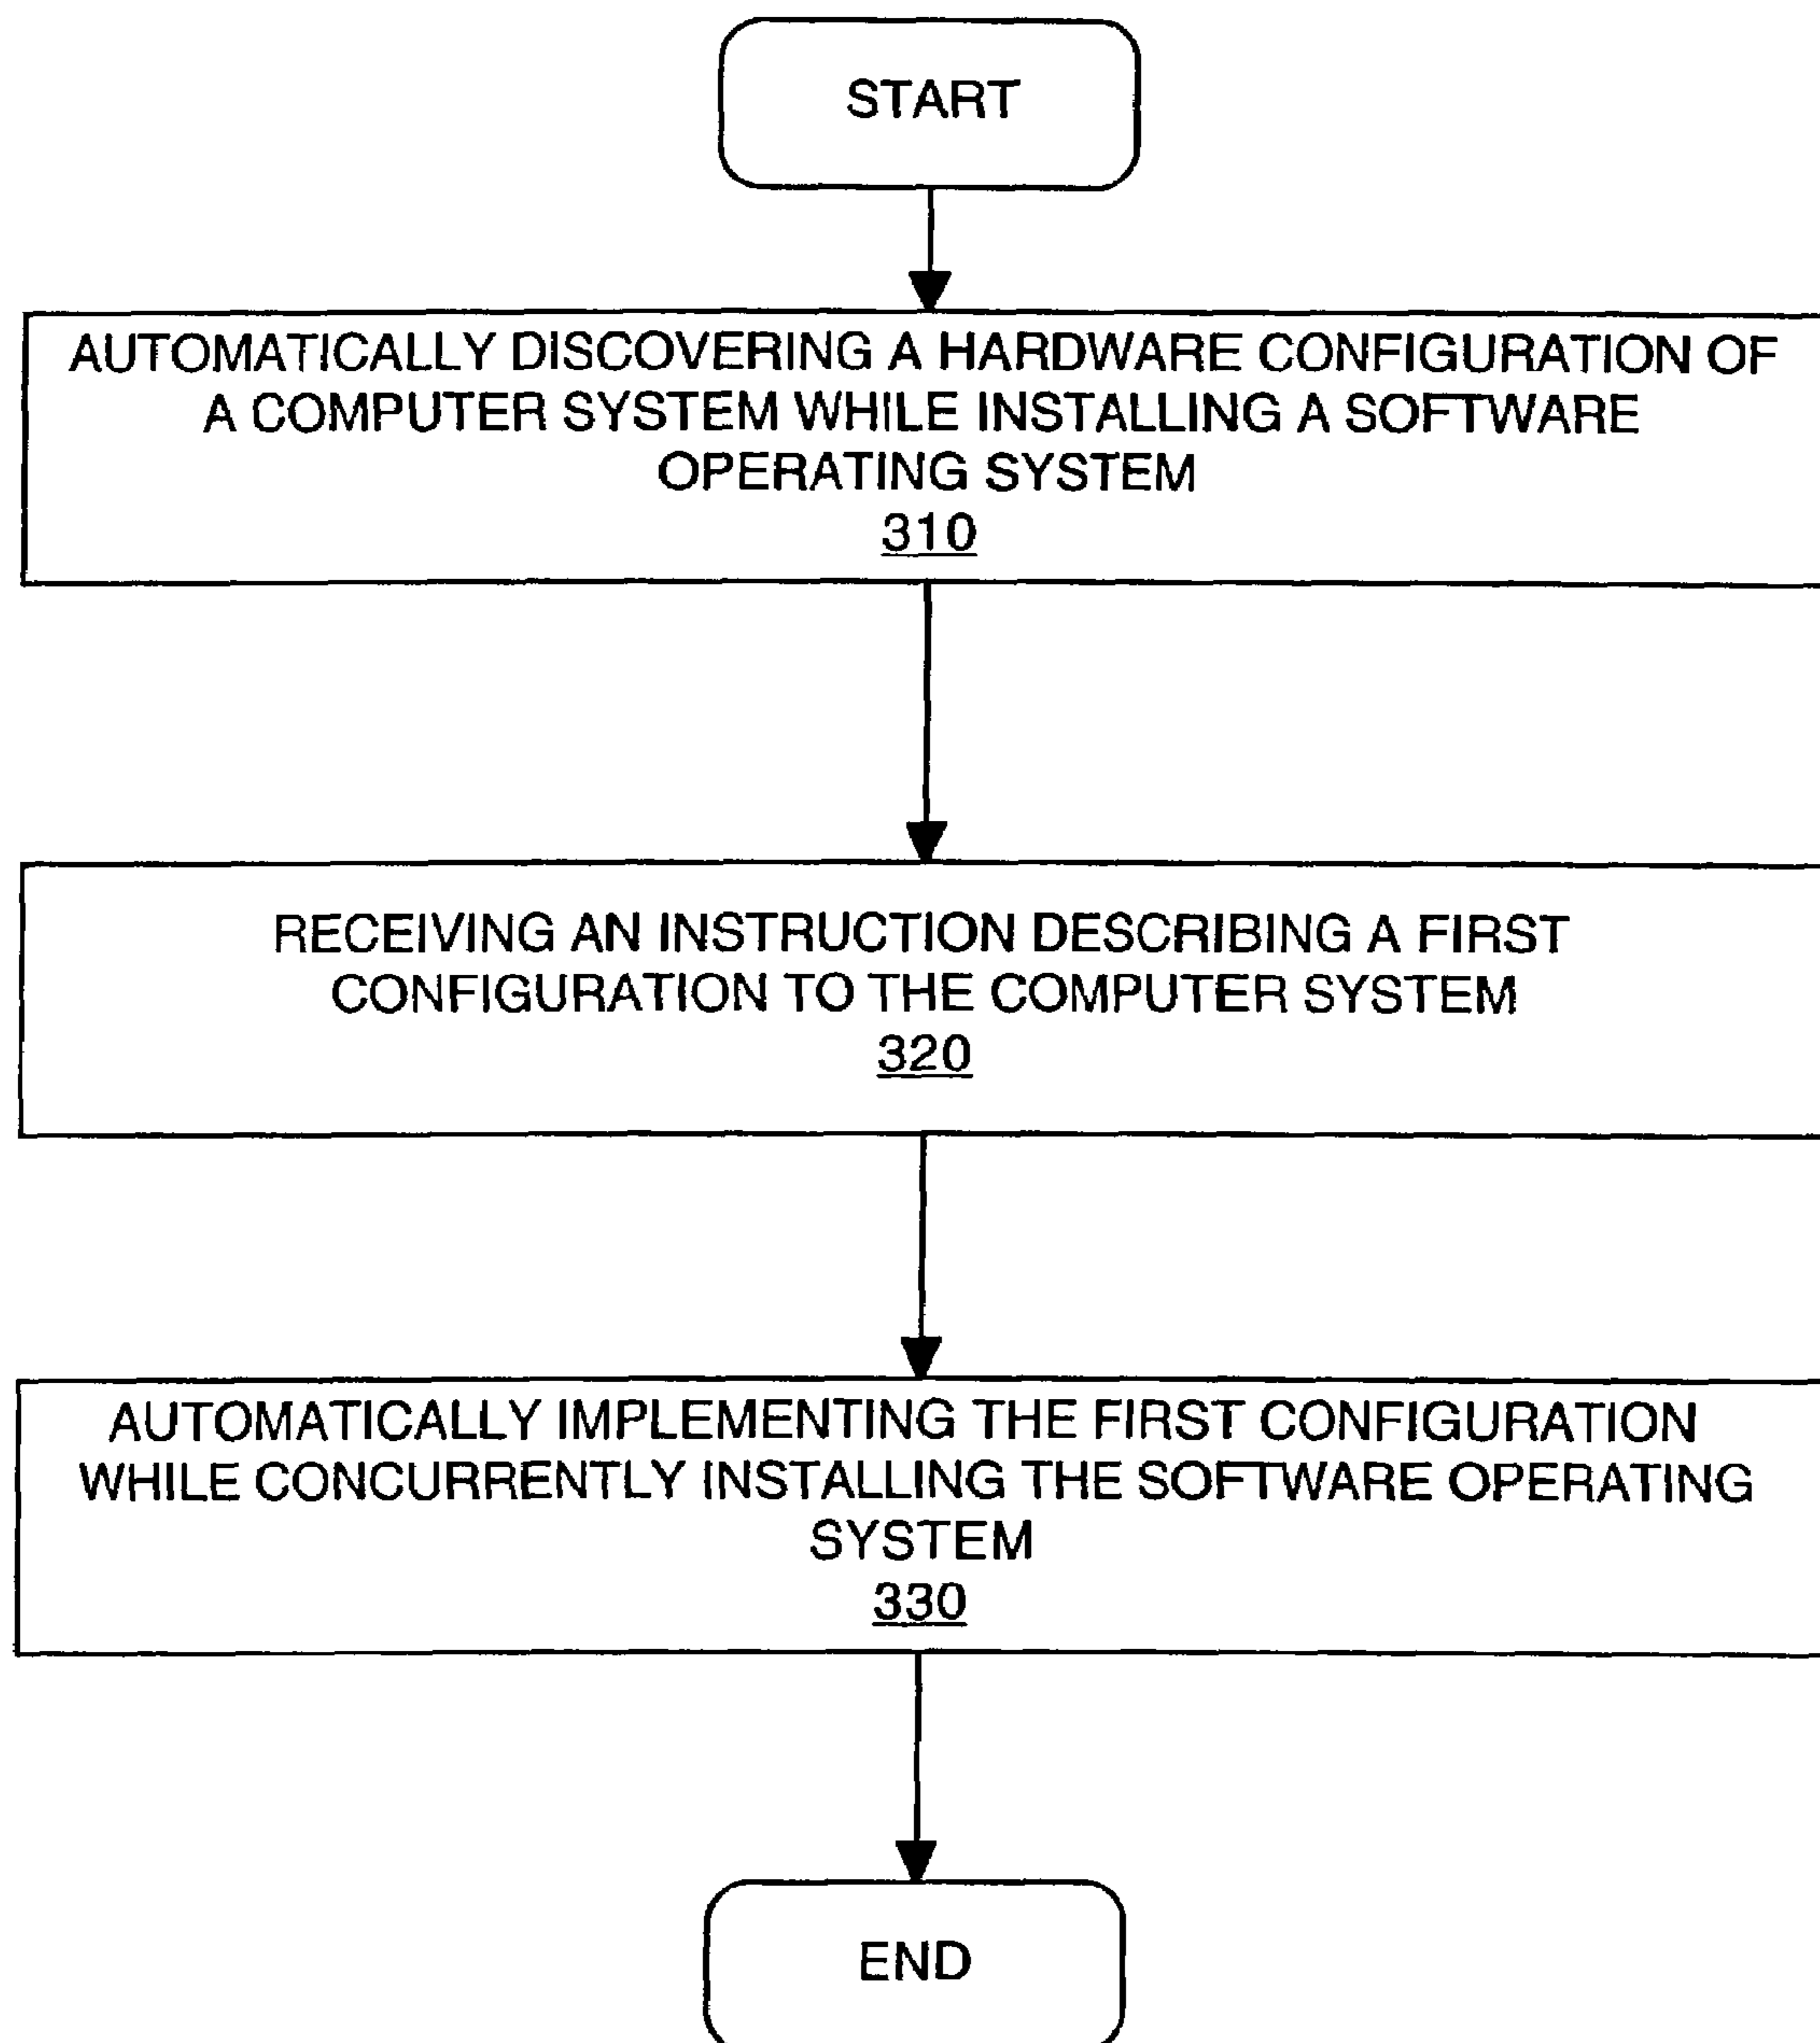 START
AUTOMATICALLY DISCOVERING A HARDWARE CONFIGURATION OF
A COMPUTER SYSTEM WHILE INSTALLING A SOFTWARE
OPERATING SYSTEM
310
RECEIVING AN INSTRUCTION DESCRIBING A FIRST
CONFIGURATION TO THE COMPUTER SYSTEM
320
AUTOMATICALLY IMPLEMENTING THE FIRST CONFIGURATION
WHILE CONCURRENTLY INSTALLING THE SOFTWARE OPERATING
SYSTEM
330
END